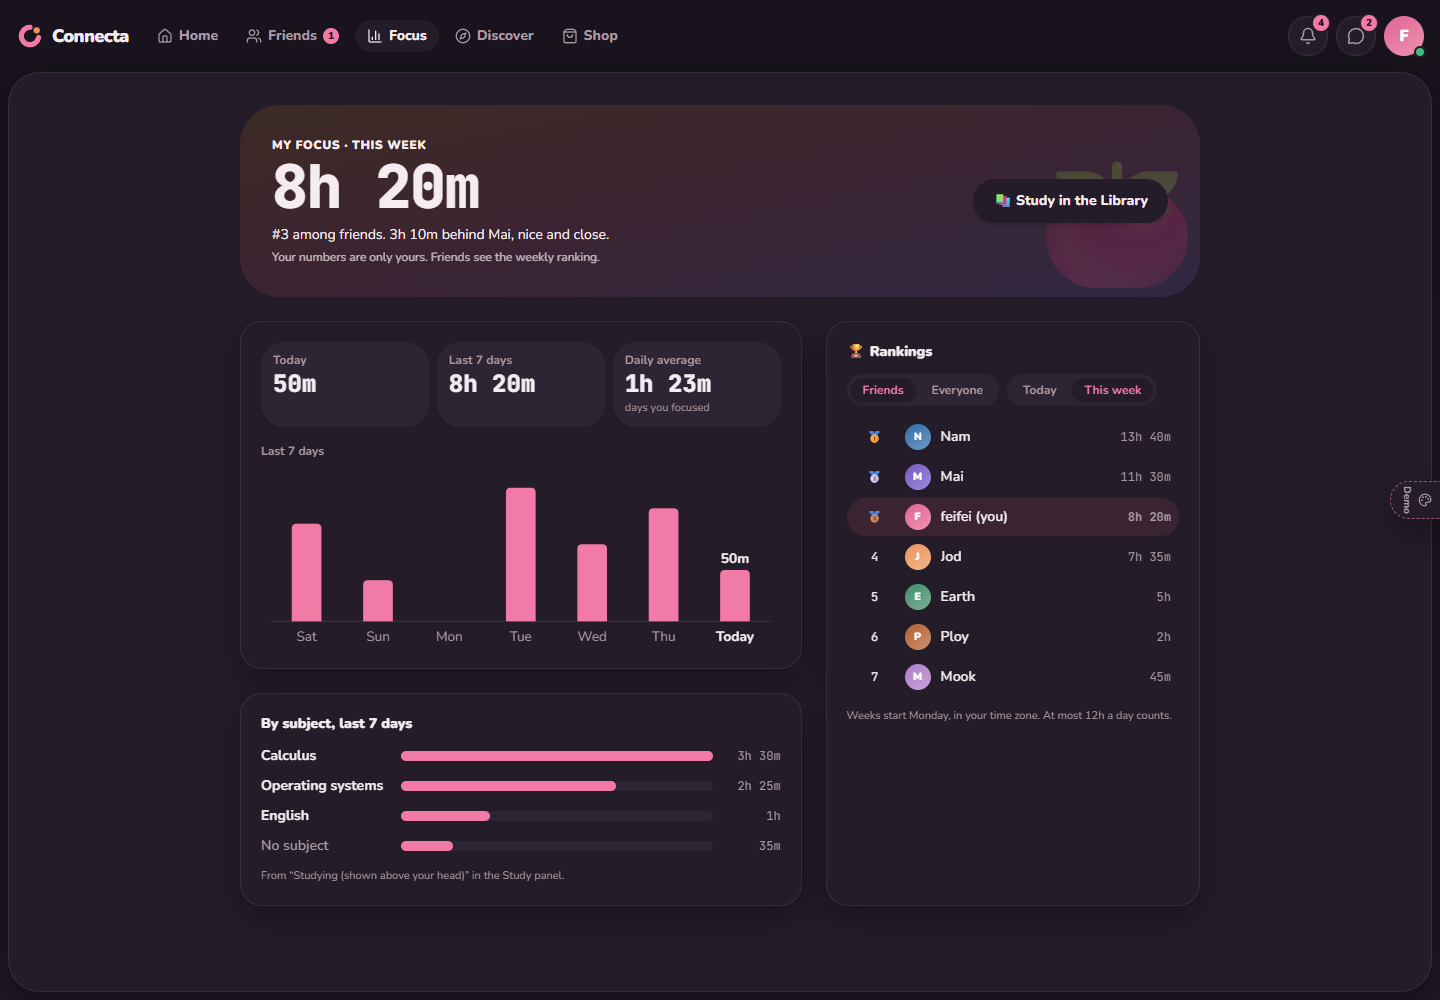 Connecta
Home
Friends 1
Focus
Discover
Shop
4
2
F
MY FOCUS · THIS WEEK
8h 20m
#3 among friends. 3h 10m behind Mai, nice and close.
Your numbers are only yours. Friends see the weekly ranking.
Study in the Library
Today
50m
Last 7 days
8h 20m
Daily average
1h 23m
days you focused
Last 7 days
50m
Sat Sun Mon Tue Wed Thu Today
By subject, last 7 days
Calculus 3h 30m
Operating systems 2h 25m
English 1h
No subject 35m
From “Studying (shown above your head)” in the Study panel.
Rankings
Friends Everyone Today This week
1 N Nam 13h 40m
2 M Mai 11h 30m
3 F feifei (you) 8h 20m
4 J Jod 7h 35m
5 E Earth 5h
6 P Ploy 2h
7 M Mook 45m
Weeks start Monday, in your time zone. At most 12h a day counts.
Demo